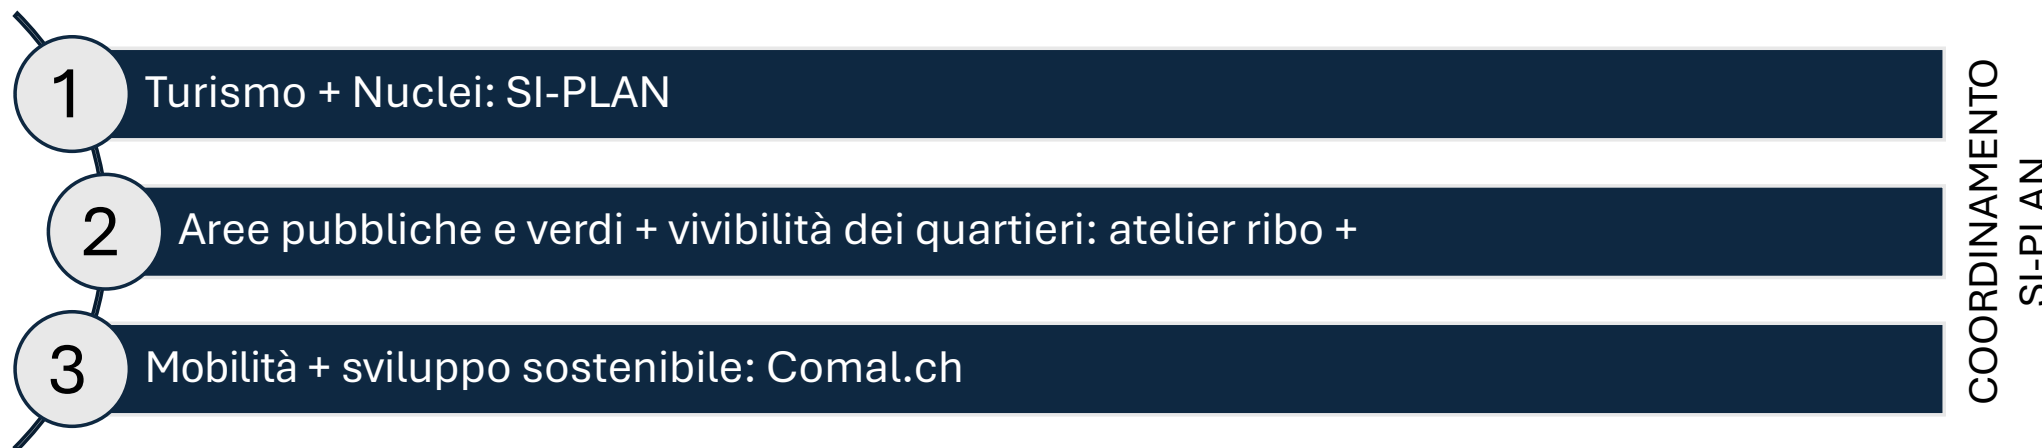 1
Turismo + Nuclei: SI-PLAN
2
Aree pubbliche e verdi + vivibilità dei quartieri: atelier ribo +
3
Mobilità + sviluppo sostenibile: Comal.ch
COORDINAMENTO
SI-PLAN